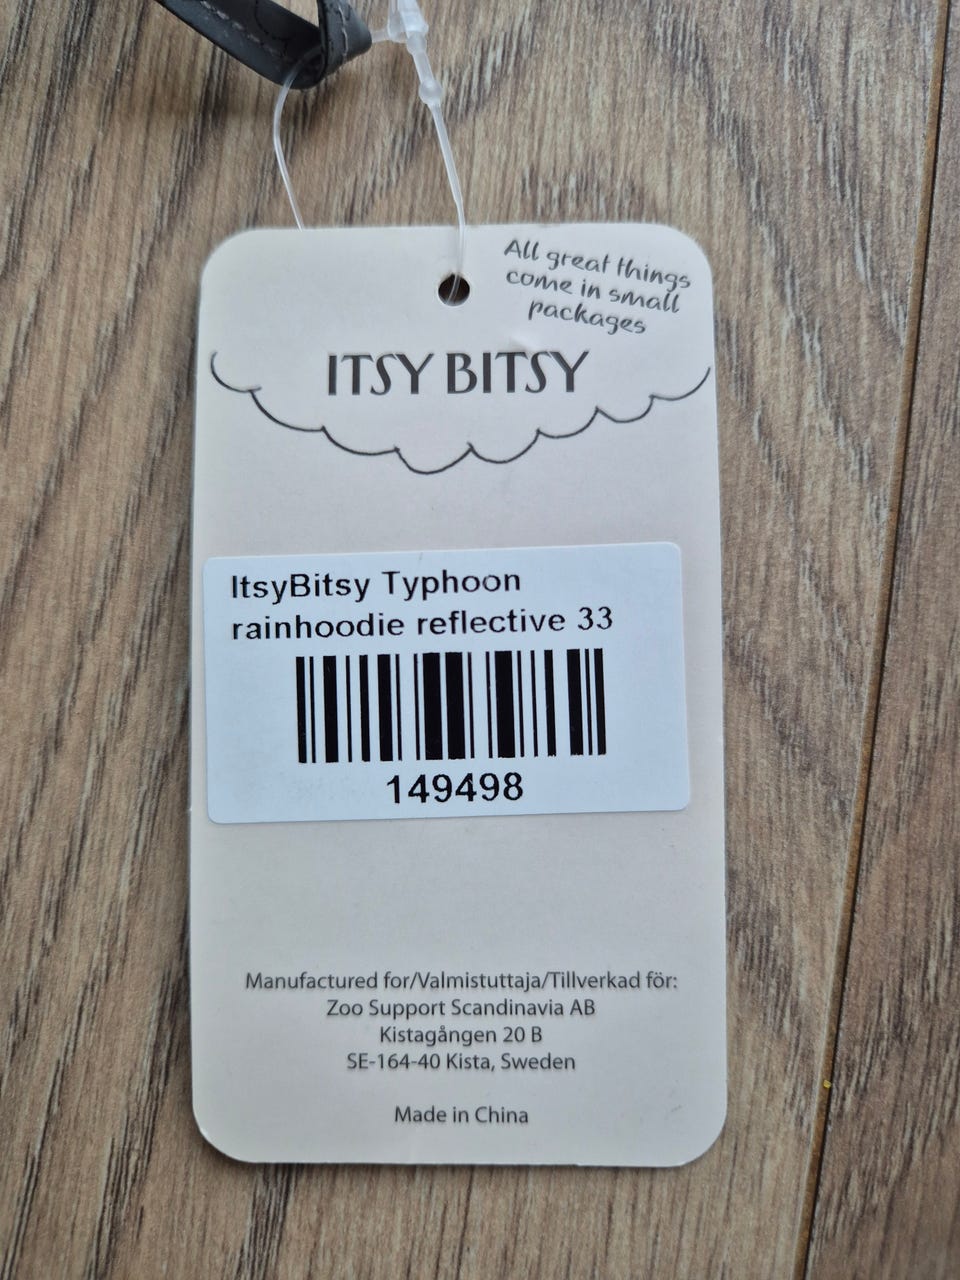 All great things
come in small
packages
ITSY BITSY
ItsyBitsy Typhoon
rainhoodie reflective 33
149498
Manufactured for/Valmistuttaja/Tillverkad för:
Zoo Support Scandinavia AB
Kistagången 20 B
SE-164-40 Kista, Sweden
Made in China